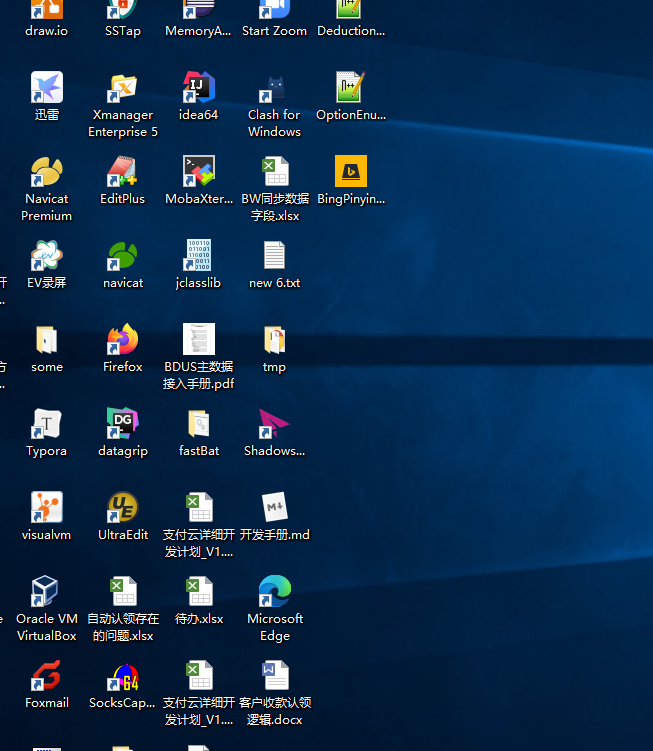 draw.io
SSTap
MemoryA...
Start Zoom
Deduction...
迅雷
Xmanager
Enterprise 5
idea64
Clash for
Windows
OptionEnu...
Navicat
Premium
EditPlus
MobaXter...
BW同步数据
字段.xlsx
BingPinyin...
开
...
EV录屏
navicat
jclasslib
new 6.txt
方
...
some
Firefox
BDUS主数据
接入手册.pdf
tmp
Typora
datagrip
fastBat
Shadows...
visualvm
UltraEdit
支付云详细开
发计划_V1....
开发手册.md
e
Oracle VM
VirtualBox
自动认领存在
的问题.xlsx
待办.xlsx
Microsoft
Edge
Foxmail
SocksCap...
支付云详细开
发计划_V1....
客户收款认领
逻辑.docx